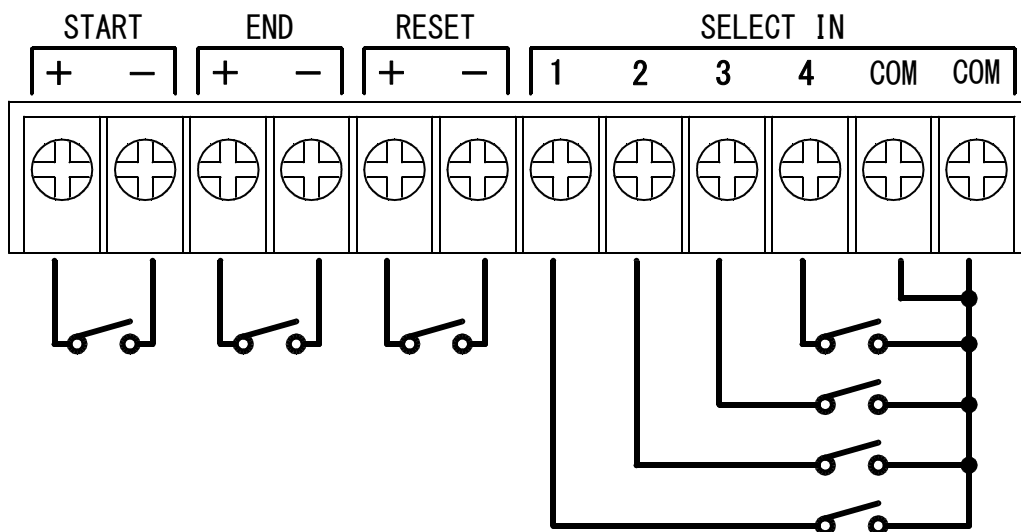 START END RESET SELECT IN
+ − + − + − 1 2 3 4 COM COM